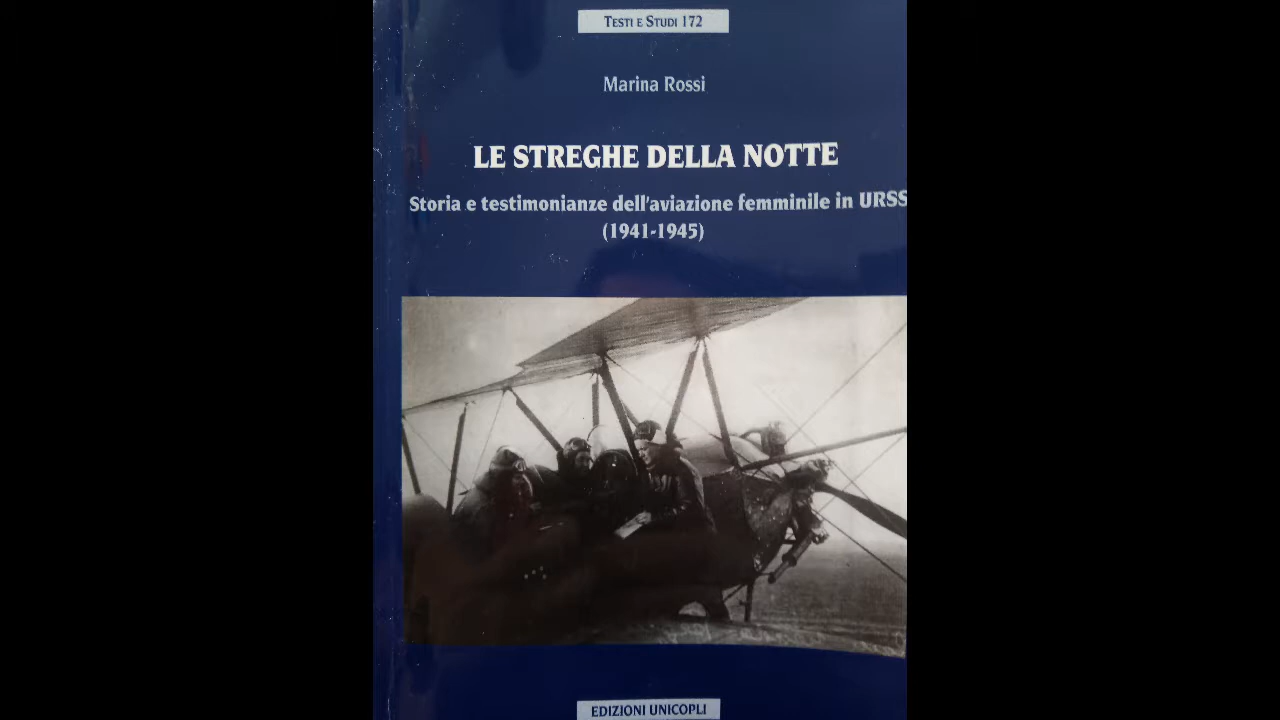 TESTI E STUDI 172
Marina Rossi
LE STREGHE DELLA NOTTE
Storia e testimonianze dell'aviazione femminile in URSS
(1941-1945)
EDIZIONI UNICOPLI